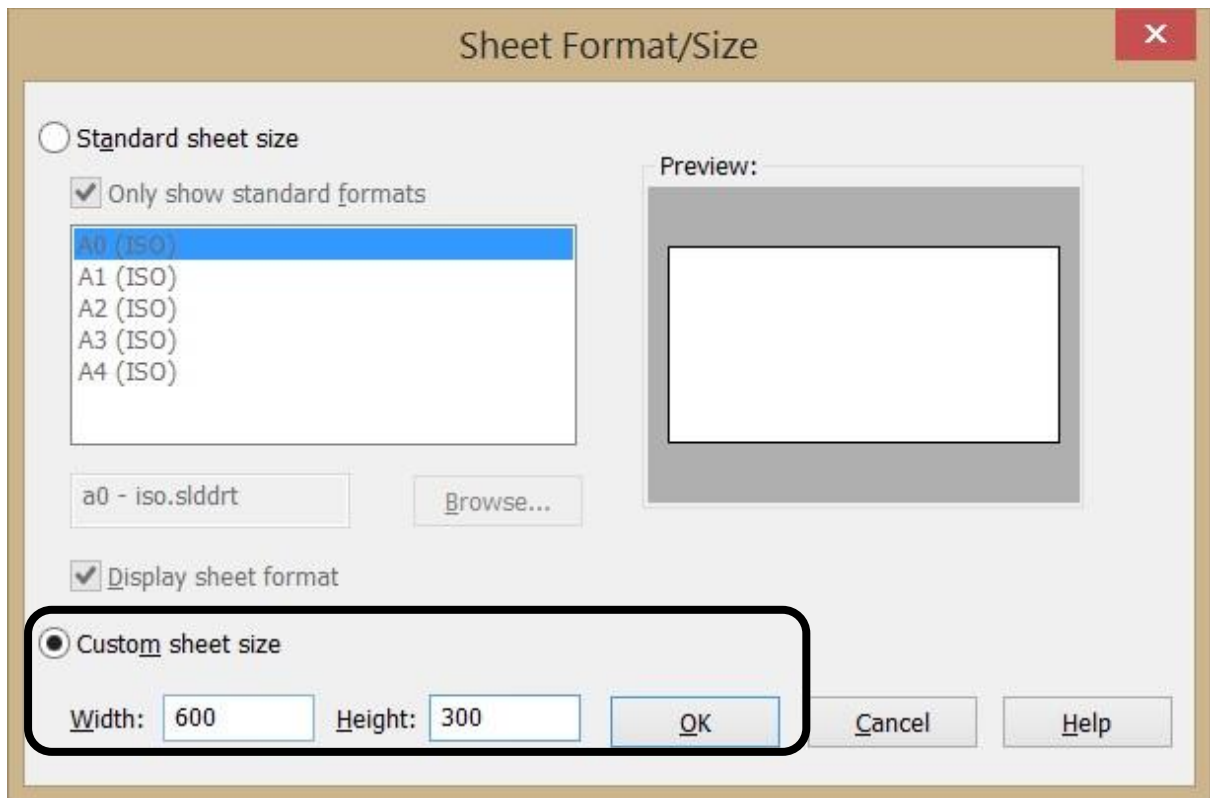 Sheet Format/Size
Standard sheet size
Only show standard formats
A0 (ISO)
A1 (ISO)
A2 (ISO)
A3 (ISO)
A4 (ISO)
a0 - iso.slddrt
Browse...
Display sheet format
Preview:
Custom sheet size
Width: 600 Height: 300 OK Cancel Help